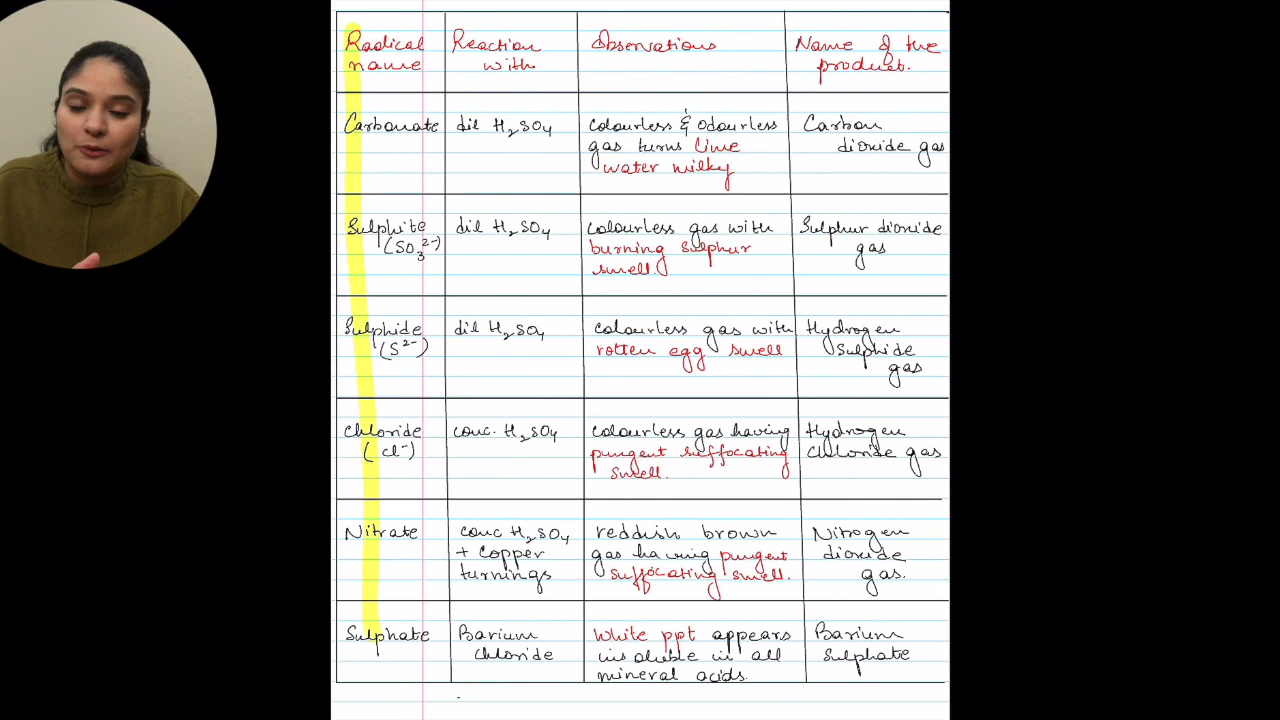 Radical name
Reaction with
Observations
Name of the product.
Carbonate
dil H₂SO₄
colourless & odourless
gas turns lime
water milky
Carbon
dioxide gas
Sulphite
(SO₃²⁻)
dil H₂SO₄
colourless gas with
burning sulphur
smell.
Sulphur dioxide
gas
Sulphide
(S²⁻)
dil H₂SO₄
colourless gas with
rotten egg smell
Hydrogen
Sulphide
gas
Chloride
(Cl⁻)
conc. H₂SO₄
colourless gas having
pungent suffocating
smell.
Hydrogen
Chloride gas
Nitrate
conc H₂SO₄
+ Copper
turnings
reddish brown
gas having pungent
suffocating smell.
Nitrogen
dioxide
gas.
Sulphate
Barium
chloride
White ppt appears
insoluble in all
mineral acids.
Barium
Sulphate